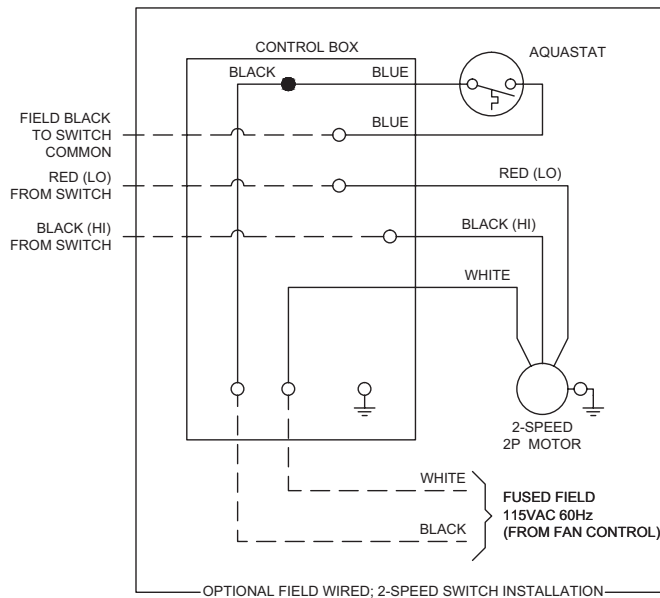 CONTROL BOX
AQUASTAT
BLACK
BLUE
FIELD BLACK
TO SWITCH
COMMON
BLUE
RED (LO)
FROM SWITCH
RED (LO)
BLACK (HI)
FROM SWITCH
BLACK (HI)
WHITE
2-SPEED
2P MOTOR
WHITE
BLACK
FUSED FIELD
115VAC 60Hz
(FROM FAN CONTROL)
OPTIONAL FIELD WIRED; 2-SPEED SWITCH INSTALLATION